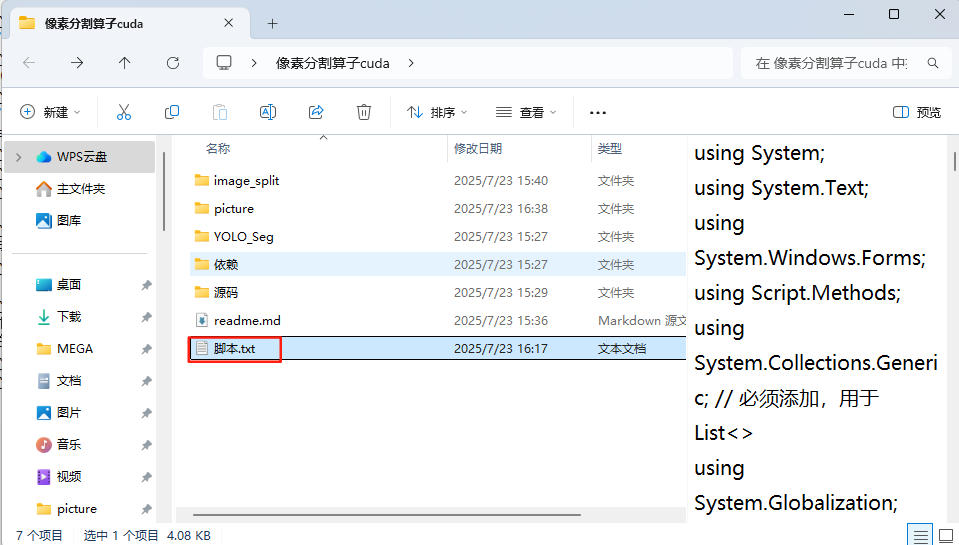 像素分割算子cuda
像素分割算子cuda
在 像素分割算子cuda 中
新建
排序
查看
预览
WPS云盘
主文件夹
图库
桌面
下载
MEGA
文档
图片
音乐
视频
picture
名称 修改日期 类型
image_split 2025/7/23 15:40 文件夹
picture 2025/7/23 16:38 文件夹
YOLO_Seg 2025/7/23 15:27 文件夹
依赖 2025/7/23 15:27 文件夹
源码 2025/7/23 15:29 文件夹
readme.md 2025/7/23 15:36 Markdown 源文
脚本.txt 2025/7/23 16:17 文本文档
using System;
using System.Text;
using
System.Windows.Forms;
using Script.Methods;
using
System.Collections.Generi
c; // 必须添加，用于
List<>
using
System.Globalization;
7 个项目 选中 1 个项目 4.08 KB